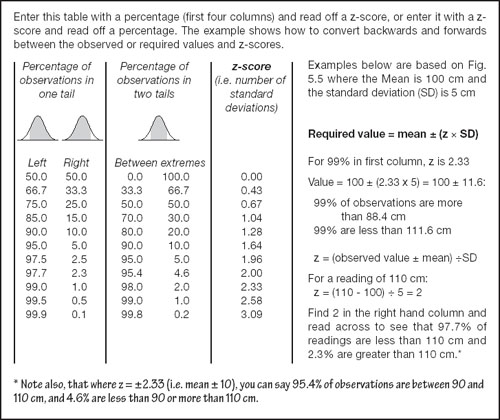 Enter this table with a percentage (first four columns) and read off a z-score, or enter it with a z-
score and read off a percentage. The example shows how to convert backwards and forwards
between the observed or required values and z-scores.
Percentage of observations in one tail
Percentage of observations in two tails
z-score (i.e. number of standard deviations)
Left Right Between extremes
50.0 50.0 0.0 100.0 0.00
66.7 33.3 33.3 66.7 0.43
75.0 25.0 50.0 50.0 0.67
85.0 15.0 70.0 30.0 1.04
90.0 10.0 80.0 20.0 1.28
95.0 5.0 90.0 10.0 1.64
97.5 2.5 95.0 5.0 1.96
97.7 2.3 95.4 4.6 2.00
99.0 1.0 98.0 2.0 2.33
99.5 0.5 99.0 1.0 2.58
99.9 0.1 99.8 0.2 3.09
Examples below are based on Fig.
5.5 where the Mean is 100 cm and
the standard deviation (SD) is 5 cm
Required value = mean ± (z × SD)
For 99% in first column, z is 2.33
Value = 100 ± (2.33 x 5) = 100 ± 11.6:
99% of observations are more
than 88.4 cm
99% are less than 111.6 cm
z = (observed value ± mean) ÷SD
For a reading of 110 cm:
z = (110 - 100) ÷ 5 = 2
Find 2 in the right hand column and
read across to see that 97.7% of
readings are less than 110 cm and
2.3% are greater than 110 cm.*
* Note also, that where z = ±2.33 (i.e. mean ± 10), you can say 95.4% of observations are between 90 and
110 cm, and 4.6% are less than 90 or more than 110 cm.